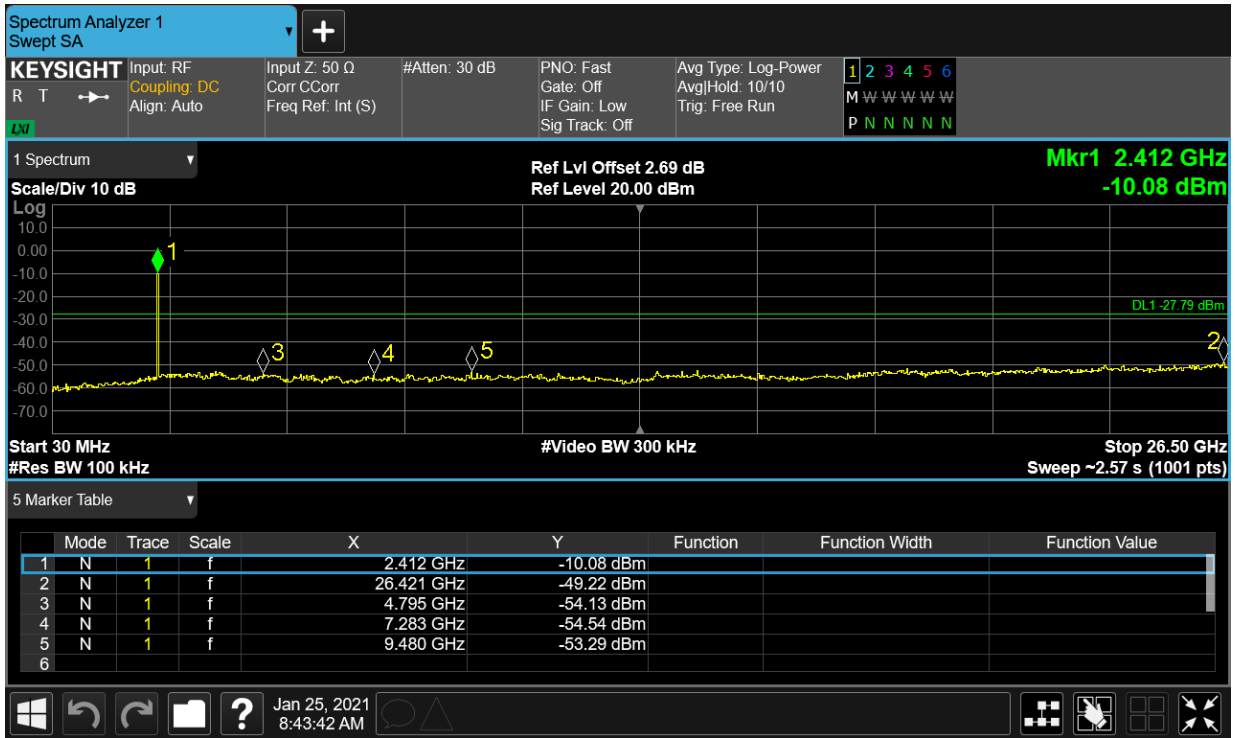 Spectrum Analyzer 1
Swept SA
+
KEYSIGHT Input: RF Input Z: 50 Ω #Atten: 30 dB PNO: Fast Avg Type: Log-Power 1 2 3 4 5 6
R T Coupling: DC Corr CCorr Gate: Off Avg|Hold: 10/10 M W W W W W
Align: Auto Freq Ref: Int (S) IF Gain: Low Trig: Free Run
LXI Sig Track: Off P N N N N N
1 Spectrum Ref Lvl Offset 2.69 dB Mkr1 2.412 GHz
Scale/Div 10 dB Ref Level 20.00 dBm -10.08 dBm
Log
10.0
0.00 1
-10.0
-20.0
DL1 -27.79 dBm
-30.0
-40.0 3 4 5 2
-50.0
-60.0
-70.0
Start 30 MHz #Video BW 300 kHz Stop 26.50 GHz
#Res BW 100 kHz Sweep ~2.57 s (1001 pts)
5 Marker Table
Mode Trace Scale X Y Function Function Width Function Value
1 N 1 f 2.412 GHz -10.08 dBm
2 N 1 f 26.421 GHz -49.22 dBm
3 N 1 f 4.795 GHz -54.13 dBm
4 N 1 f 7.283 GHz -54.54 dBm
5 N 1 f 9.480 GHz -53.29 dBm
6
? Jan 25, 2021
8:43:42 AM